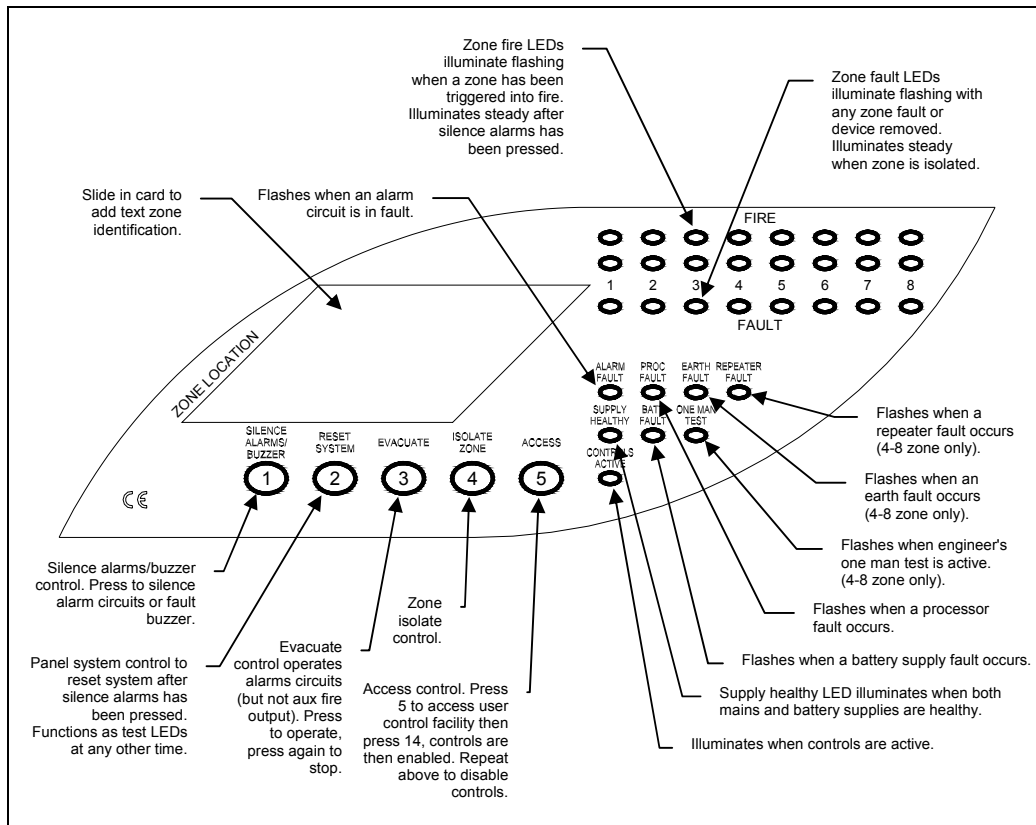 Zone fire LEDs
illuminate flashing
when a zone has been
triggered into fire.
Illuminates steady after
silence alarms has
been pressed.
Zone fault LEDs
illuminate flashing with
any zone fault or
device removed.
Illuminates steady
when zone is isolated.
Slide in card to
add text zone
identification.
Flashes when an alarm
circuit is in fault.
FIRE
1 2 3 4 5 6 7 8
FAULT
ZONE LOCATION
ALARM FAULT
PROC FAULT
EARTH FAULT
REPEATER FAULT
SUPPLY HEALTHY
BATT FAULT
ONE MAN TEST
CONTROLS ACTIVE
SILENCE ALARMS/ BUZZER
RESET SYSTEM
EVACUATE
ISOLATE ZONE
ACCESS
1 2 3 4 5
CE
Flashes when a
repeater fault occurs
(4-8 zone only).
Flashes when an
earth fault occurs
(4-8 zone only).
Flashes when engineer's
one man test is active.
(4-8 zone only).
Flashes when a processor
fault occurs.
Flashes when a battery supply fault occurs.
Supply healthy LED illuminates when both
mains and battery supplies are healthy.
Illuminates when controls are active.
Silence alarms/buzzer
control. Press to silence
alarm circuits or fault
buzzer.
Panel system control to
reset system after
silence alarms has
been pressed.
Functions as test LEDs
at any other time.
Evacuate
control operates
alarms circuits
(but not aux fire
output). Press
to operate,
press again to
stop.
Zone
isolate
control.
Access control. Press
5 to access user
control facility then
press 14, controls are
then enabled. Repeat
above to disable
controls.